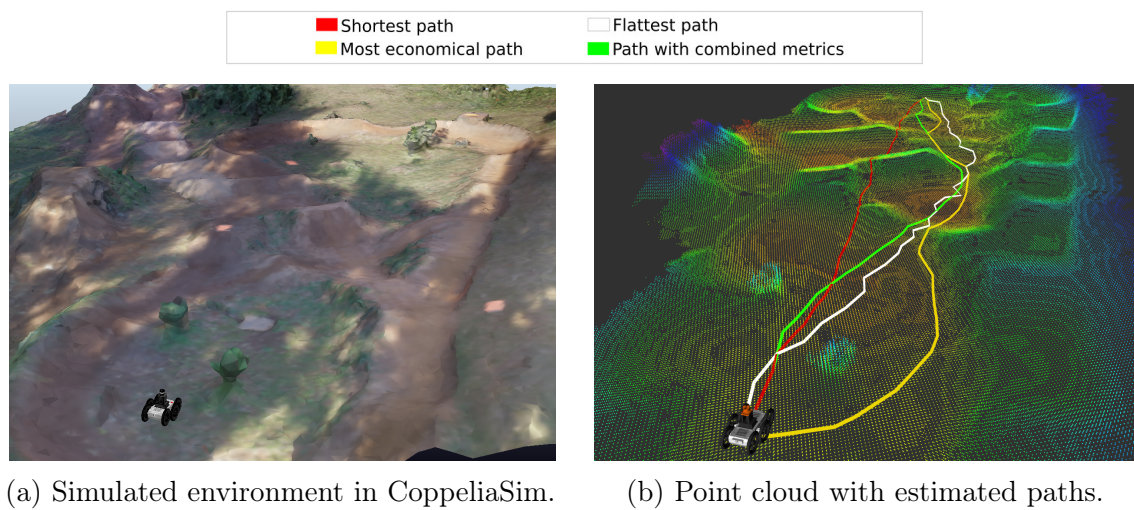 Shortest path
Flattest path
Most economical path
Path with combined metrics
(a) Simulated environment in CoppeliaSim.
(b) Point cloud with estimated paths.